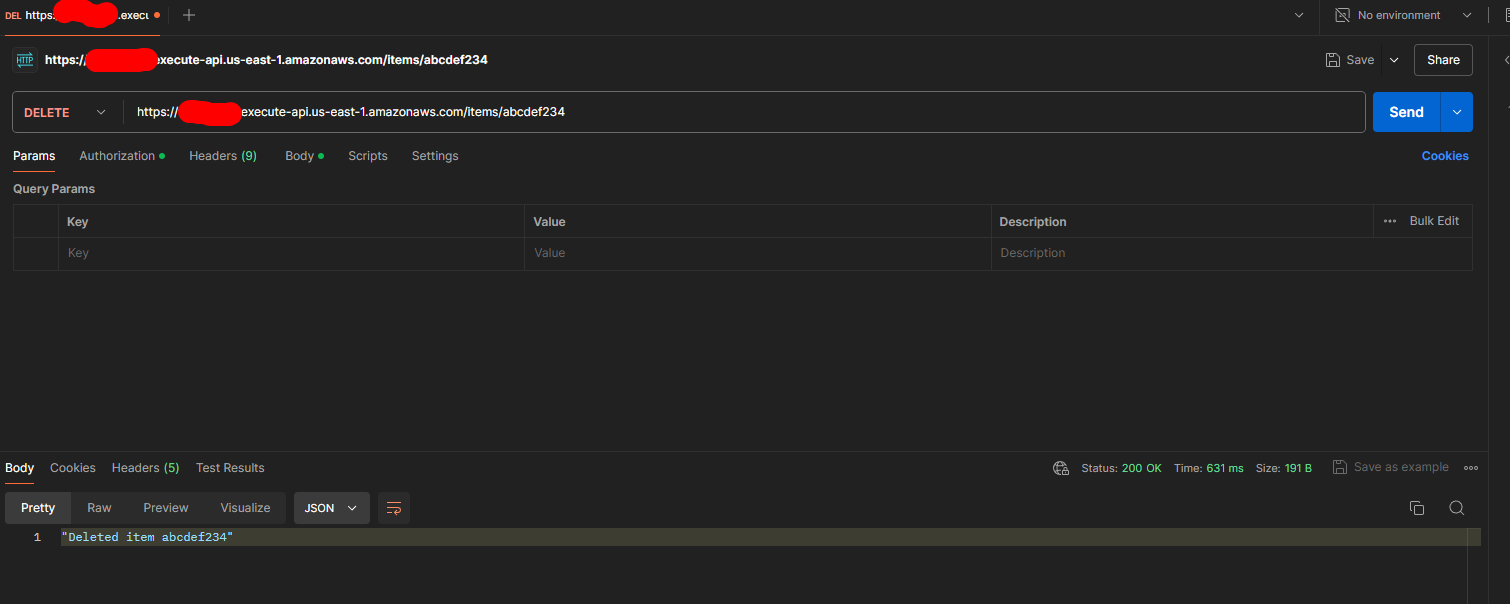 DEL https:/ .execu No environment
HTTP https:// execute-api.us-east-1.amazonaws.com/items/abcdef234 Save Share
DELETE https:// execute-api.us-east-1.amazonaws.com/items/abcdef234 Send
Params Authorization Headers (9) Body Scripts Settings Cookies
Query Params
Key Value Description Bulk Edit
Key Value Description
Body Cookies Headers (5) Test Results Status: 200 OK Time: 631 ms Size: 191 B Save as example
Pretty Raw Preview Visualize JSON
1 "Deleted item abcdef234"